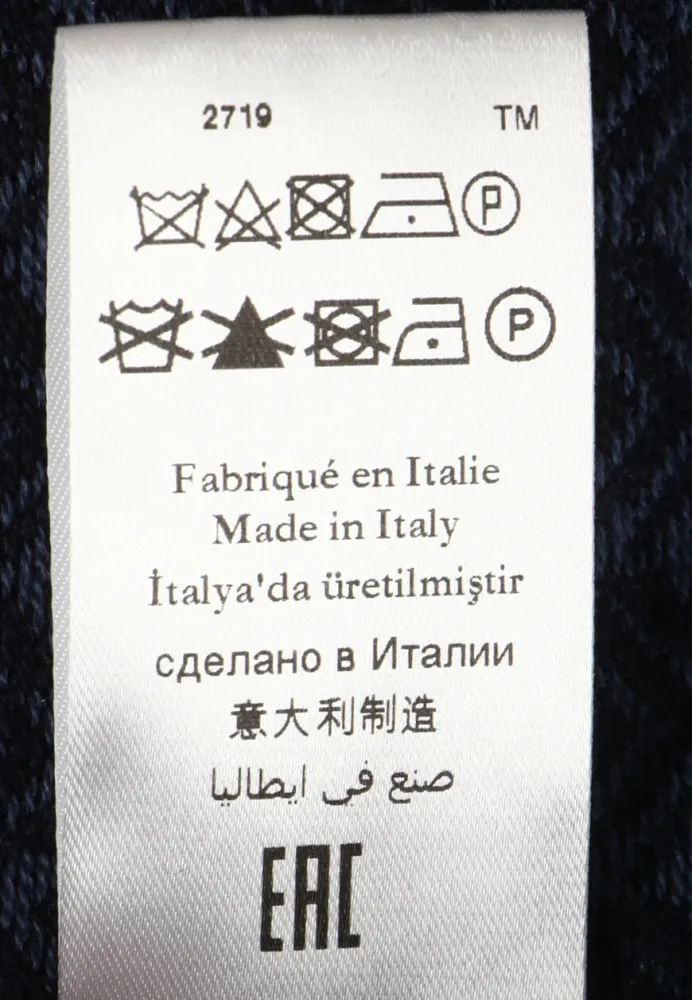 2719 TM
P
P
Fabriqué en Italie
Made in Italy
İtalya'da üretilmiştir
сделано в Италии
意大利制造
صنع في ايطاليا
EAC